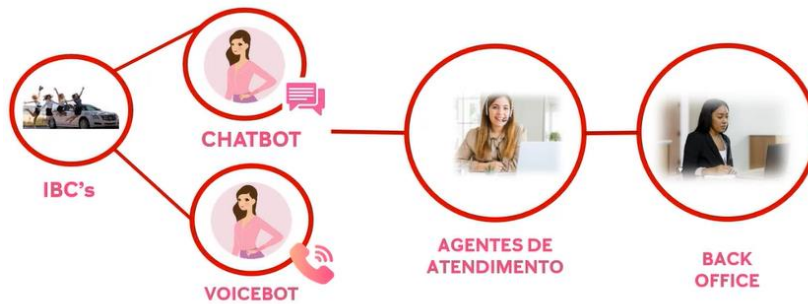 CHATBOT
IBC's
VOICEBOT
AGENTES DE
ATENDIMENTO
BACK
OFFICE